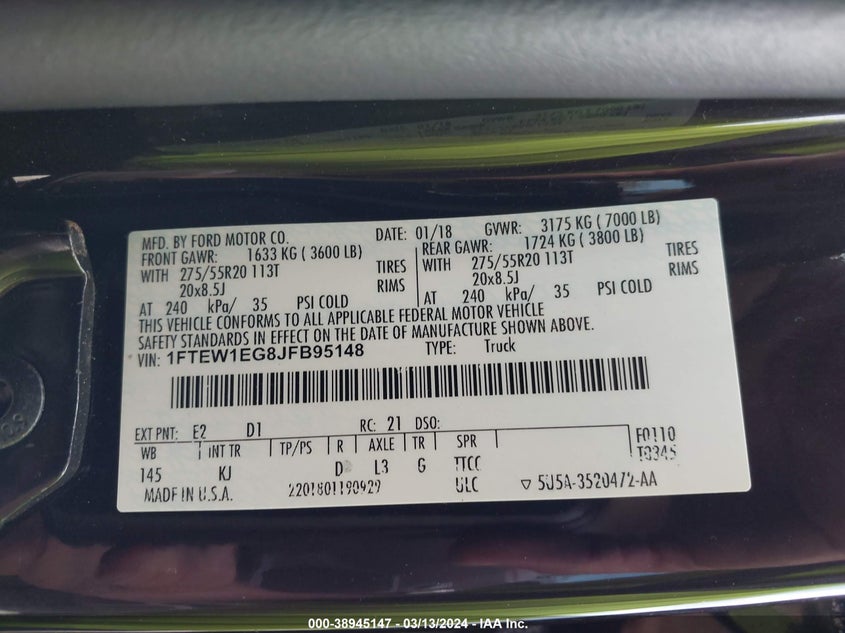 MFD. BY FORD MOTOR CO. DATE: 01/18 GVWR: 3175 KG (7000 LB)
FRONT GAWR: 1633 KG (3600 LB) REAR GAWR: 1724 KG (3800 LB)
WITH 275/55R20 113T TIRES WITH 275/55R20 113T TIRES
20x8.5J RIMS 20x8.5J RIMS
AT 240 kPa/ 35 PSI COLD AT 240 kPa/ 35 PSI COLD
THIS VEHICLE CONFORMS TO ALL APPLICABLE FEDERAL MOTOR VEHICLE
SAFETY STANDARDS IN EFFECT ON THE DATE OF MANUFACTURE SHOWN ABOVE.
VIN: 1FTEW1EG8JFB95148 TYPE: Truck
EXT PNT: E2 D1 RC: 21 DSO: F0110
WB INT TR TP/PS R AXLE TR SPR T0345
145 KJ D L3 G TTCC
MADE IN U.S.A. 2201801190929 ULC ▽ 5U5A-3520472-AA
000-38945147 - 03/13/2024 - IAA Inc.